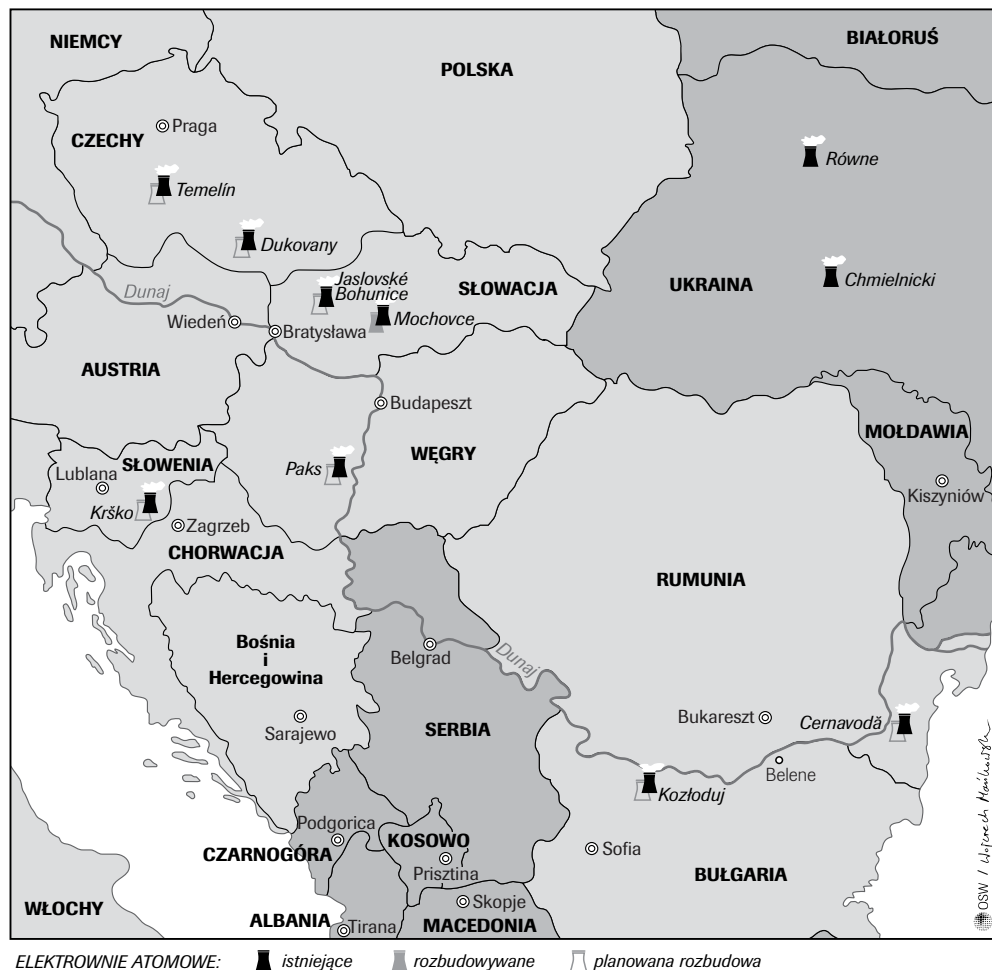 NIEMCY
BIAŁORUŚ
POLSKA
Praga
CZECHY
Równe
Temelín
Dukovany
Jaslovské
Bohunice
SŁOWACJA
UKRAINA
Chmielnicki
Dunaj
Mochovce
Wiedeń
Bratysława
AUSTRIA
Budapeszt
MOŁDAWIA
WĘGRY
SŁOWENIA
Paks
Lublana
Kiszyniów
Krško
Zagrzeb
CHORWACJA
RUMUNIA
Bośnia
i
Hercegowina
Belgrad
Dunaj
Sarajewo
SERBIA
Bukareszt
Cernavodă
Belene
Kozłoduj
Podgorica
KOSOWO
Sofia
CZARNOGÓRA
Prisztina
BUŁGARIA
WŁOCHY
Skopje
ALBANIA
Tirana
MACEDONIA
OSW / Wojciech Mańkowski
ELEKTROWNIE ATOMOWE: istniejące rozbudowywane planowana rozbudowa